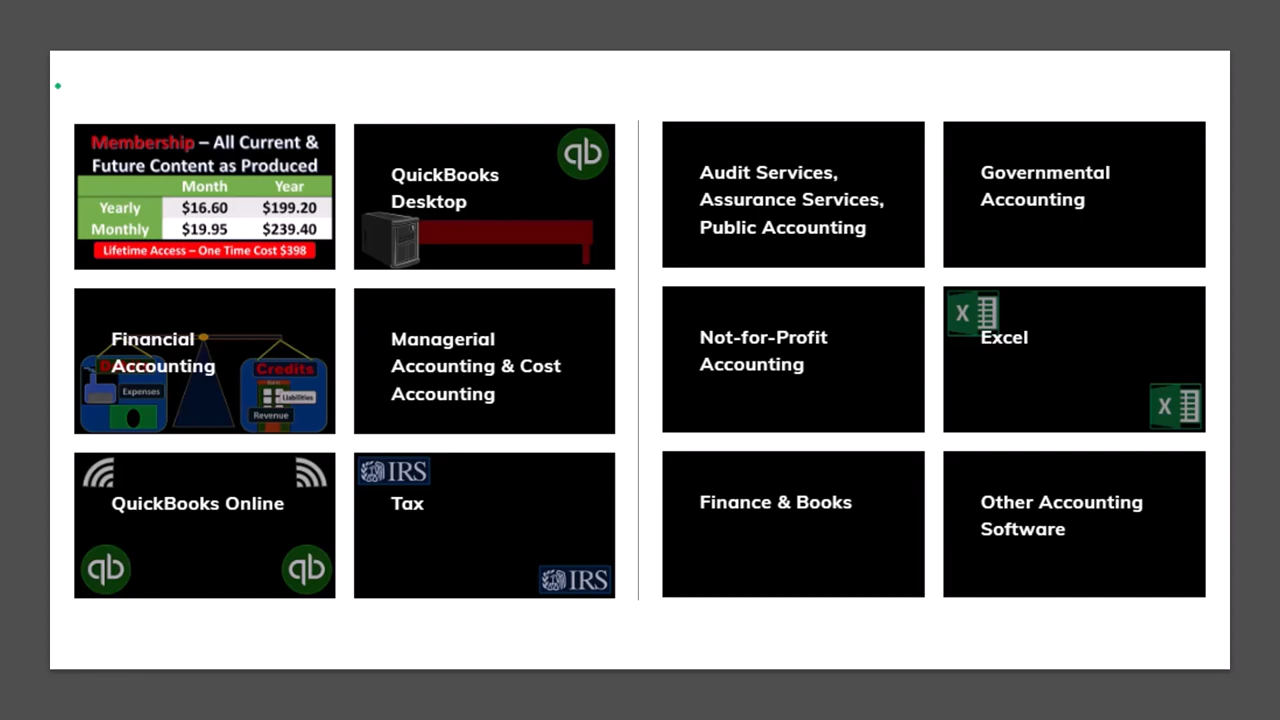 Membership – All Current &
Future Content as Produced
Month Year
Yearly $16.60 $199.20
Monthly $19.95 $239.40
Lifetime Access – One Time Cost $398
QuickBooks
Desktop
qb
Financial
Accounting
Credits
Expenses
Liabilities
Revenue
Managerial
Accounting & Cost
Accounting
QuickBooks Online
qb
qb
IRS
Tax
IRS
Audit Services,
Assurance Services,
Public Accounting
Governmental
Accounting
Not-for-Profit
Accounting
X
Excel
X
Finance & Books
Other Accounting
Software